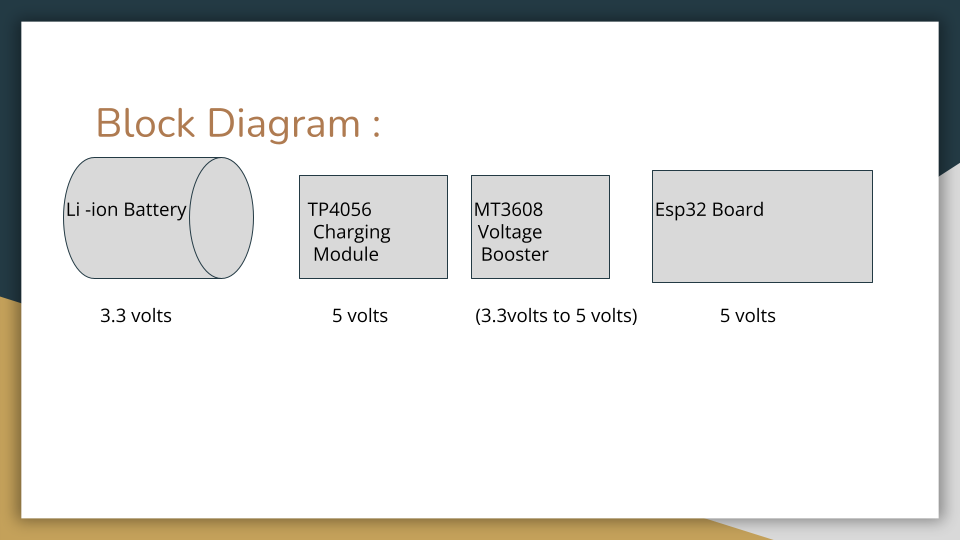 Block Diagram :
Li -ion Battery
TP4056
Charging
Module
MT3608
Voltage
Booster
Esp32 Board
3.3 volts
5 volts
(3.3volts to 5 volts)
5 volts